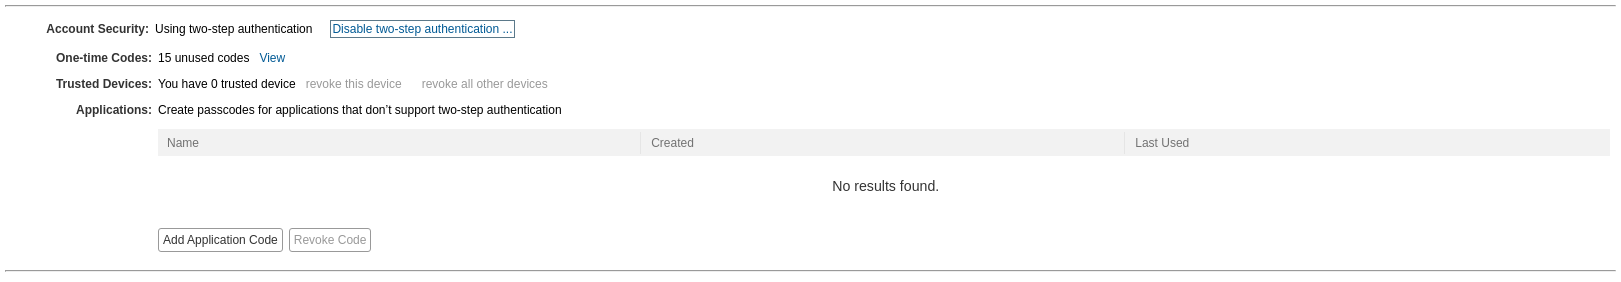 Account Security: Using two-step authentication Disable two-step authentication ...
One-time Codes: 15 unused codes View
Trusted Devices: You have 0 trusted device revoke this device revoke all other devices
Applications: Create passcodes for applications that don’t support two-step authentication
Name Created Last Used
No results found.
Add Application Code Revoke Code